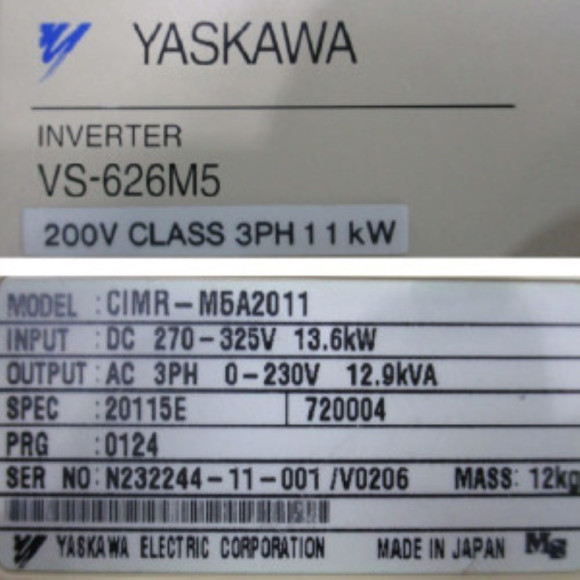 YASKAWA
INVERTER
VS-626M5
200V CLASS 3PH 11kW
MODEL : CIMR-M5A2011
INPUT : DC 270-325V 13.6kW
OUTPUT : AC 3PH 0-230V 12.9kVA
SPEC : 20115E 720004
PRG : 0124
SER NO : N232244-11-001 /V0206 MASS: 12kg
YASKAWA ELECTRIC CORPORATION MADE IN JAPAN